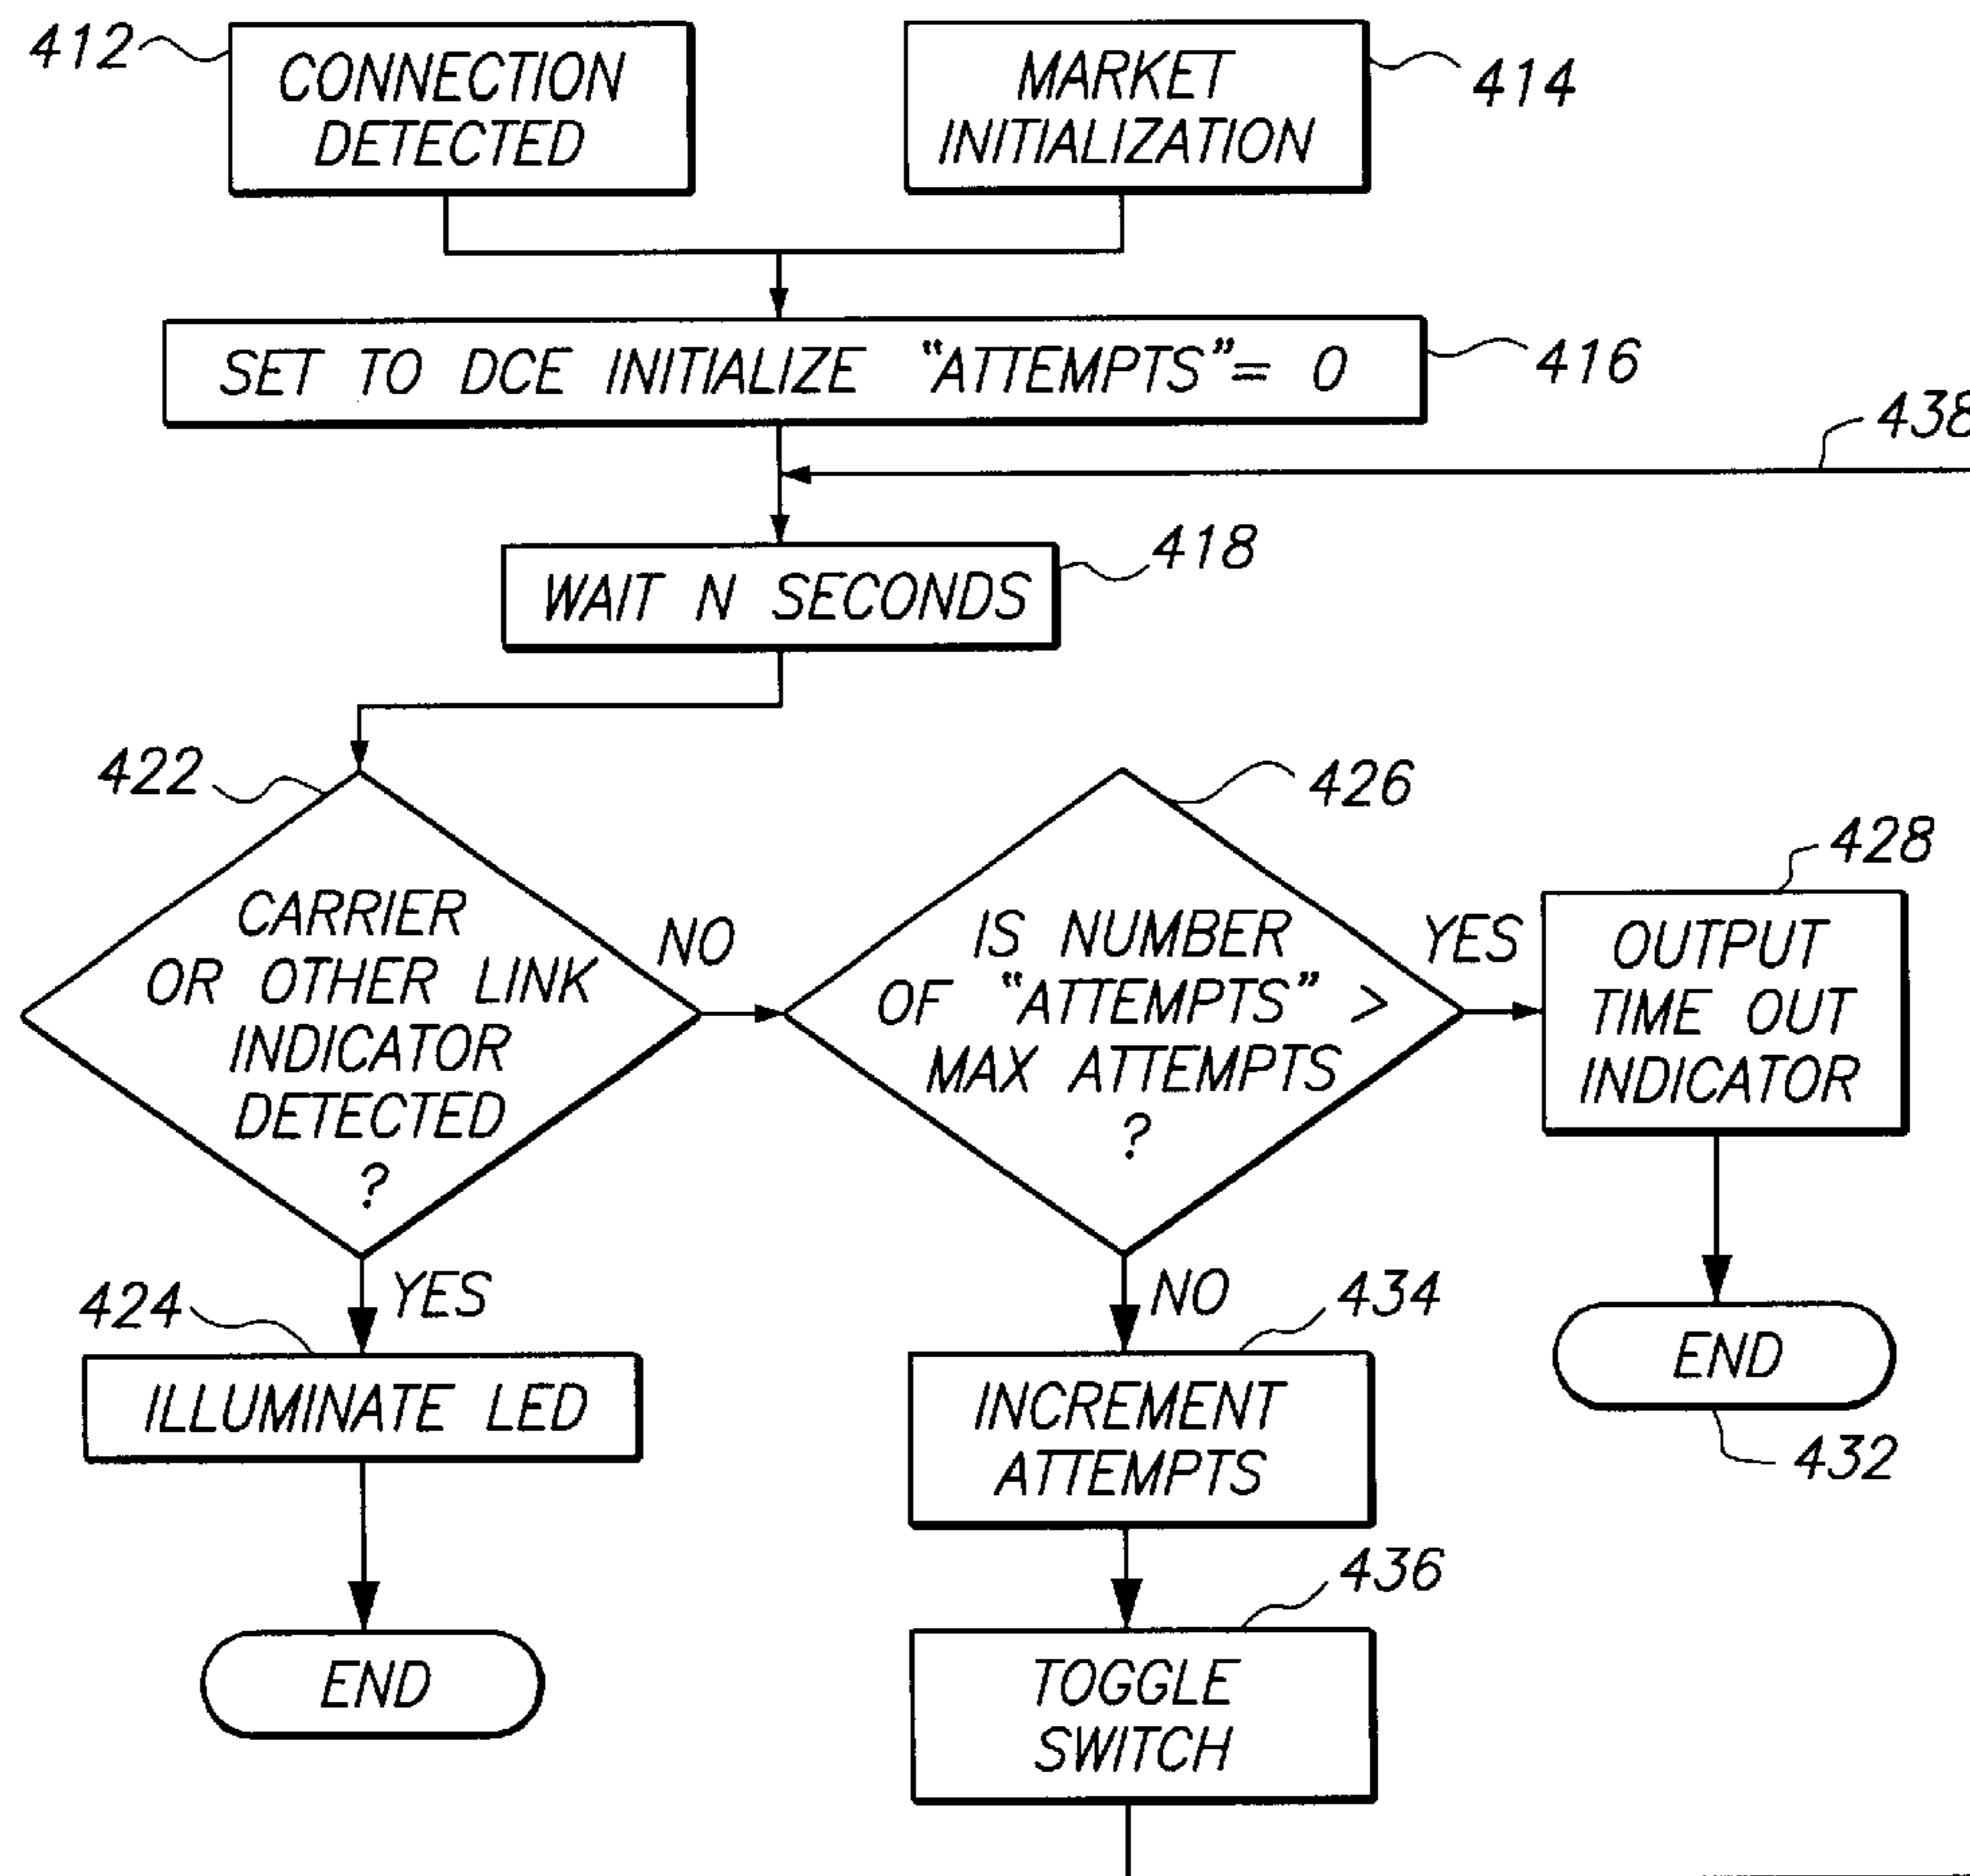 412
CONNECTION
DETECTED
MARKET
INITIALIZATION
414
SET TO DCE INITIALIZE “ATTEMPTS”= 0
416
438
WAIT N SECONDS
418
422
CARRIER
OR OTHER LINK
INDICATOR
DETECTED
?
NO
426
IS NUMBER
OF “ATTEMPTS” >
MAX ATTEMPTS
?
YES
428
OUTPUT
TIME OUT
INDICATOR
YES
424
ILLUMINATE LED
NO
434
INCREMENT
ATTEMPTS
END
432
436
END
TOGGLE
SWITCH